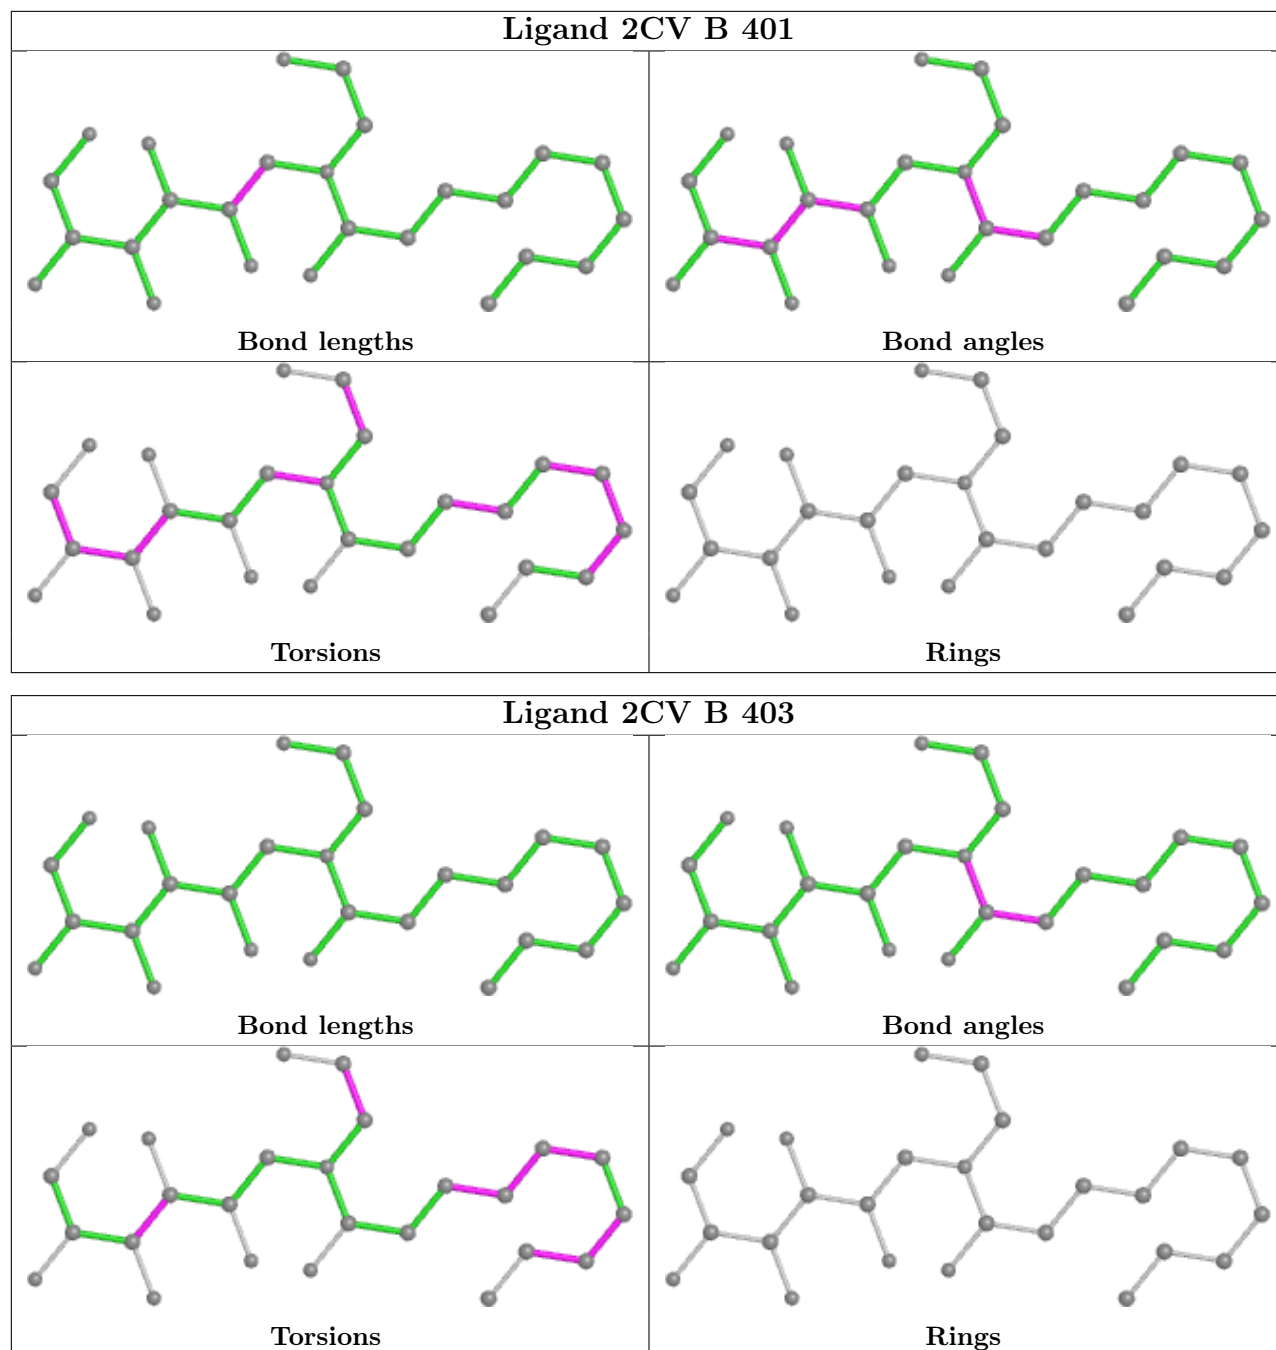 Ligand 2CV B 401
Bond lengths
Bond angles
Torsions
Rings
Ligand 2CV B 403
Bond lengths
Bond angles
Torsions
Rings